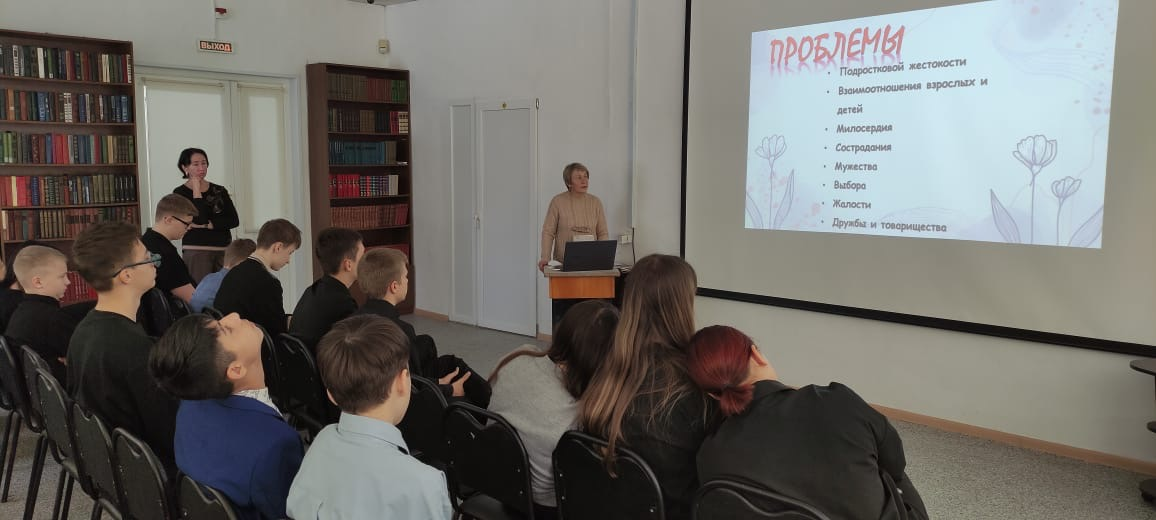 ВЫХОД
ПРОБЛЕМЫ
• Подростковой жестокости
• Взаимоотношения взрослых и
детей
• Милосердия
• Сострадания
• Мужества
• Выбора
• Жалости
• Дружбы и товарищества